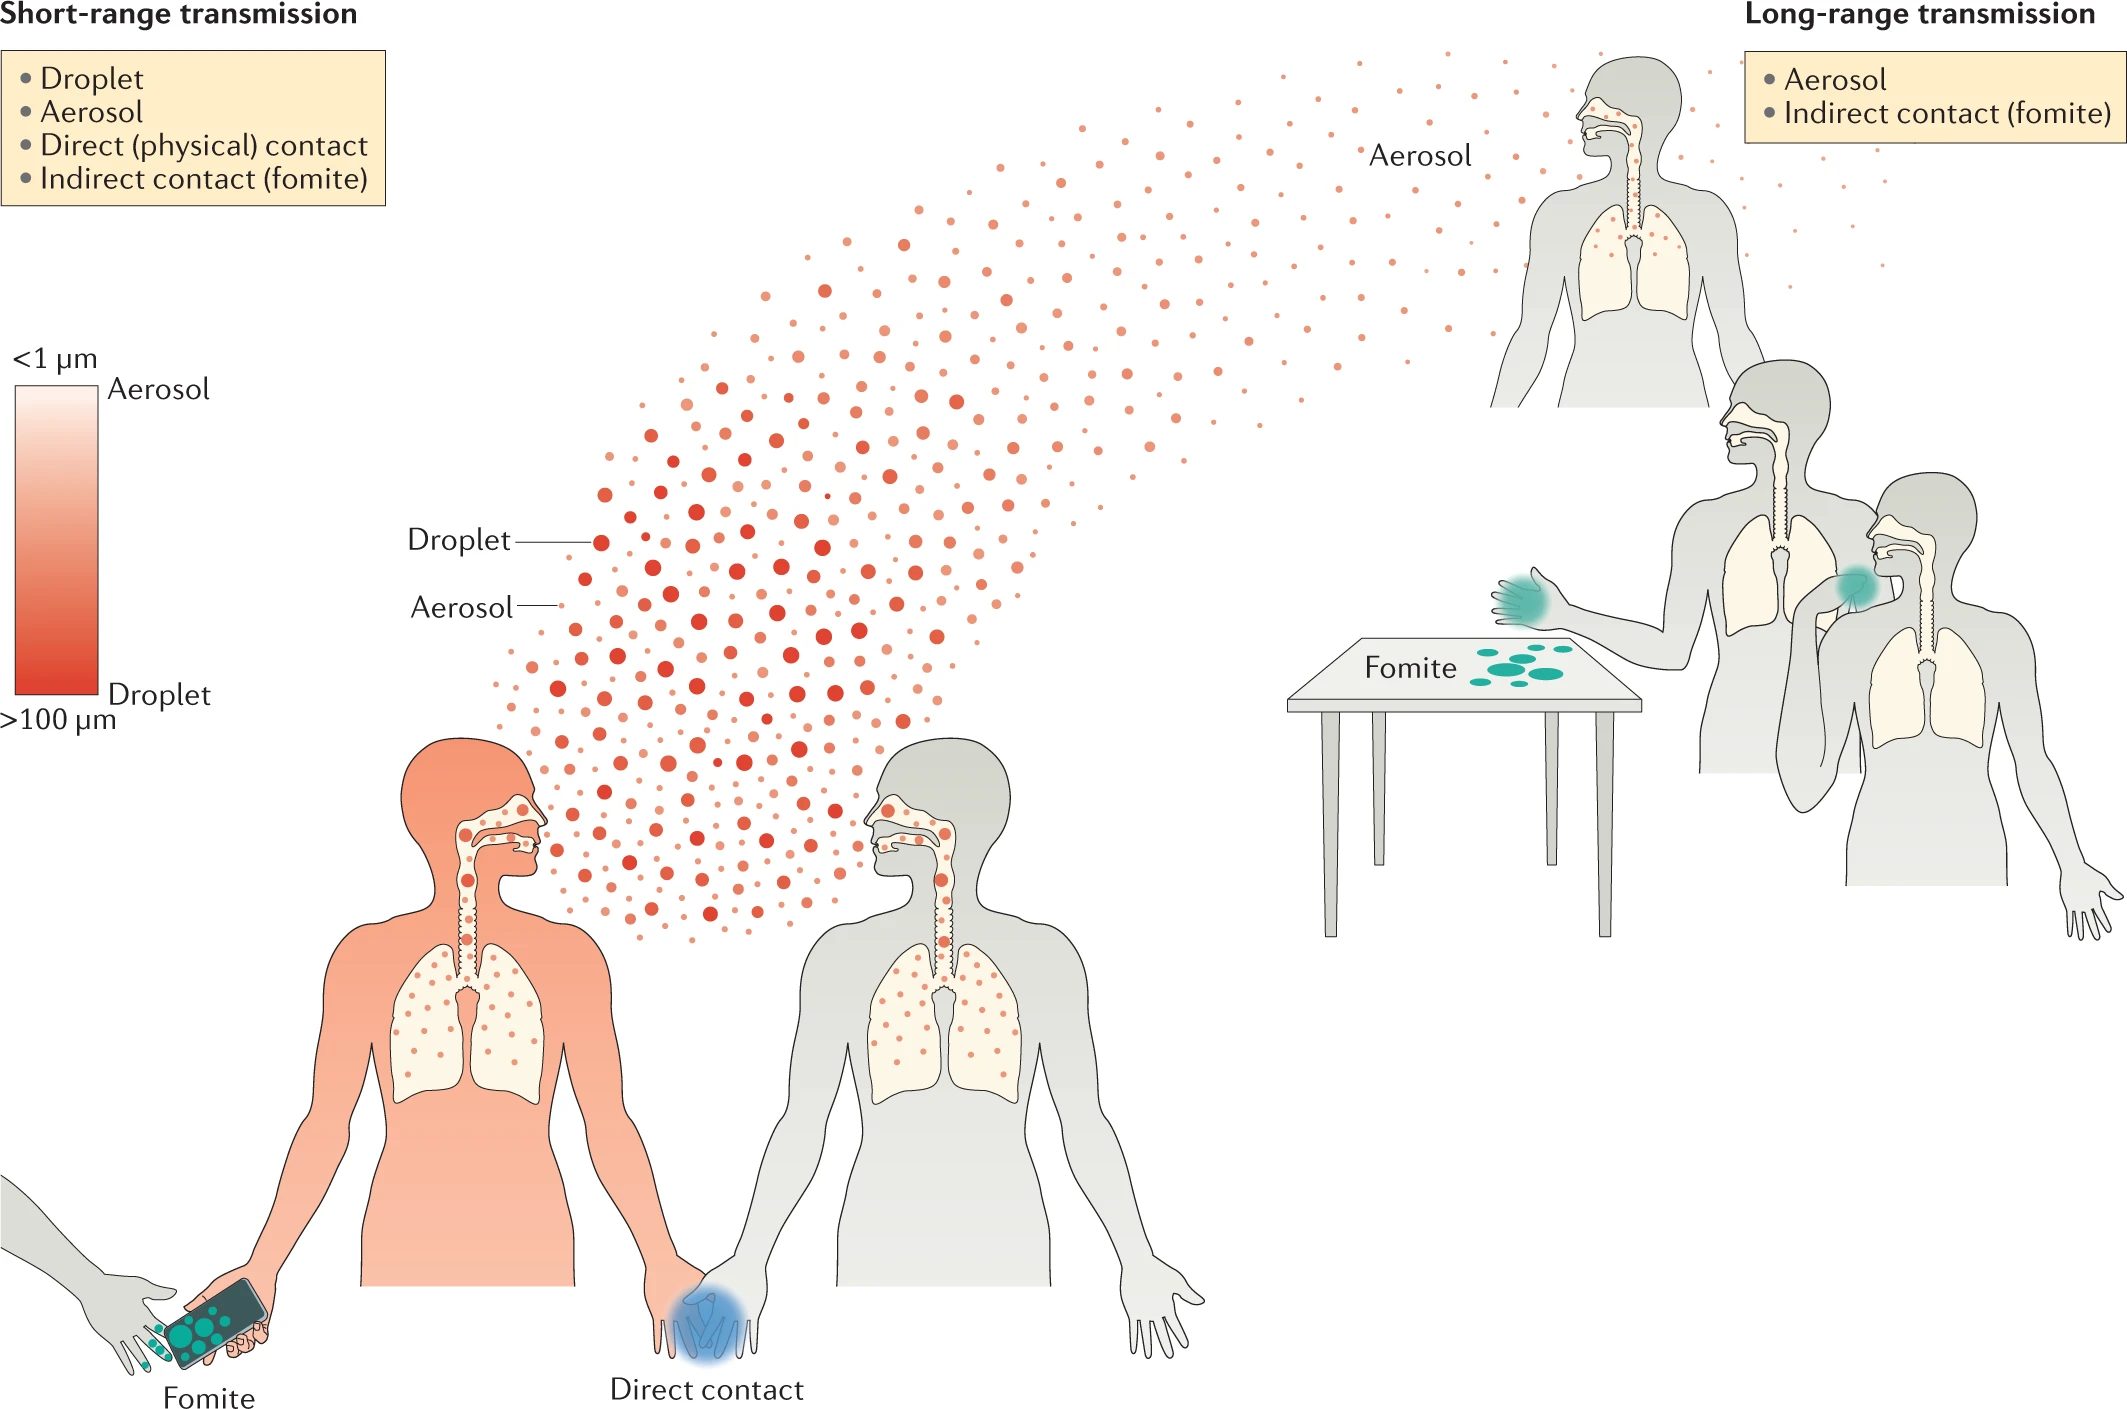 Short-range transmission
• Droplet
• Aerosol
• Direct (physical) contact
• Indirect contact (fomite)
Long-range transmission
• Aerosol
• Indirect contact (fomite)
Aerosol
<1 µm
Aerosol
Droplet
>100 µm
Droplet
Aerosol
Fomite
Fomite
Direct contact